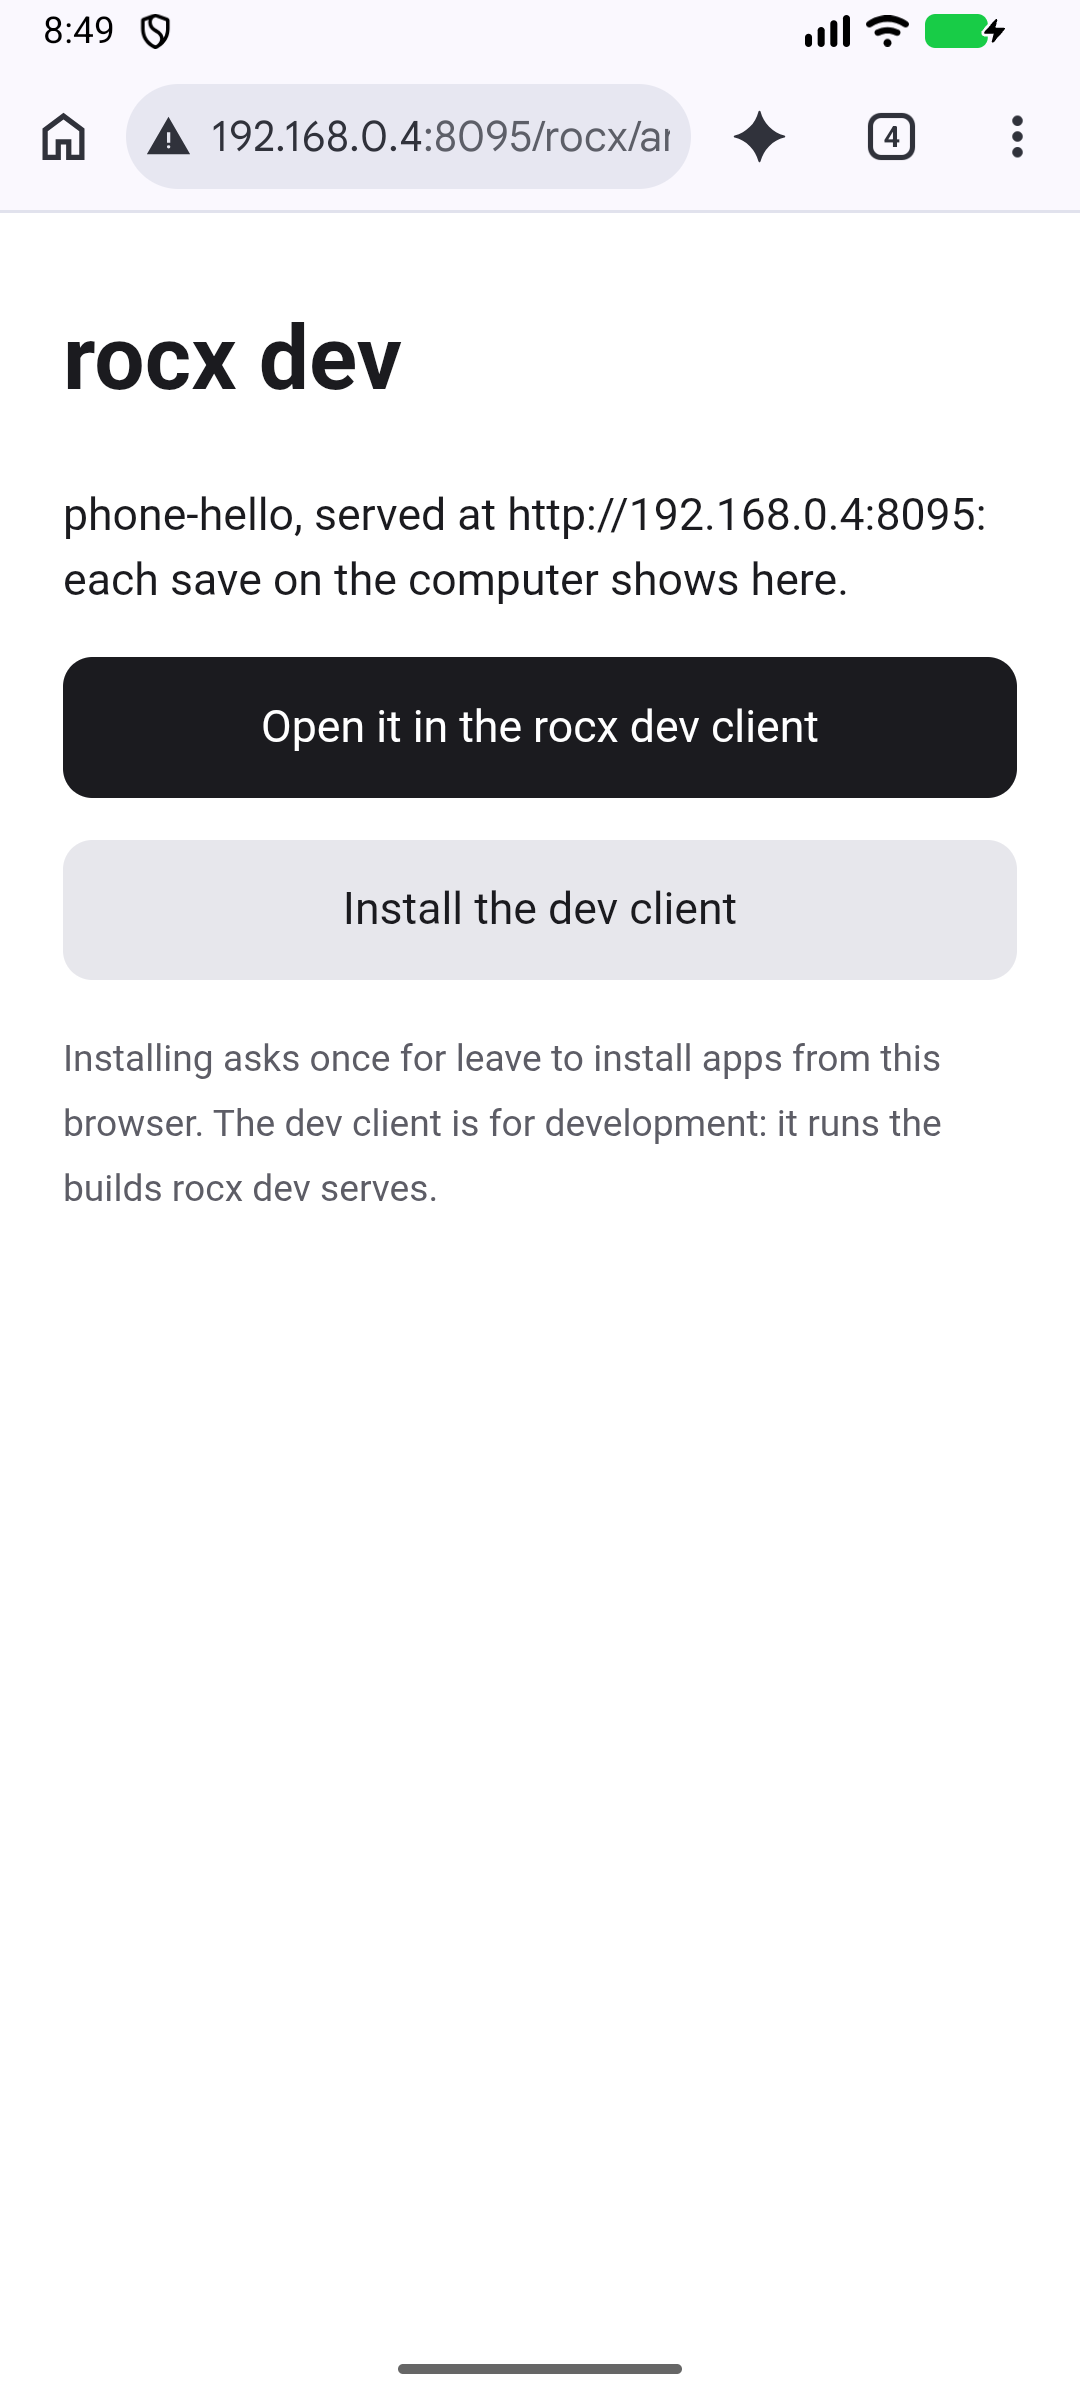 8:49
192.168.0.4:8095/rocx/ar
4
rocx dev
phone-hello, served at http://192.168.0.4:8095:
each save on the computer shows here.
Open it in the rocx dev client
Install the dev client
Installing asks once for leave to install apps from this
browser. The dev client is for development: it runs the
builds rocx dev serves.